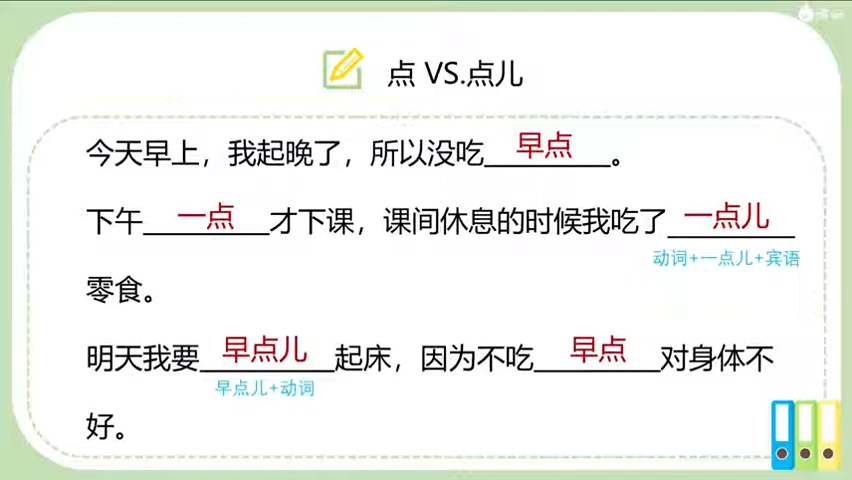 点 VS.点儿
今天早上，我起晚了，所以没吃早点。
下午一点才下课，课间休息的时候我吃了一点儿
动词+一点儿+宾语
零食。
明天我要早点儿起床，因为不吃早点对身体不
早点儿+动词
好。